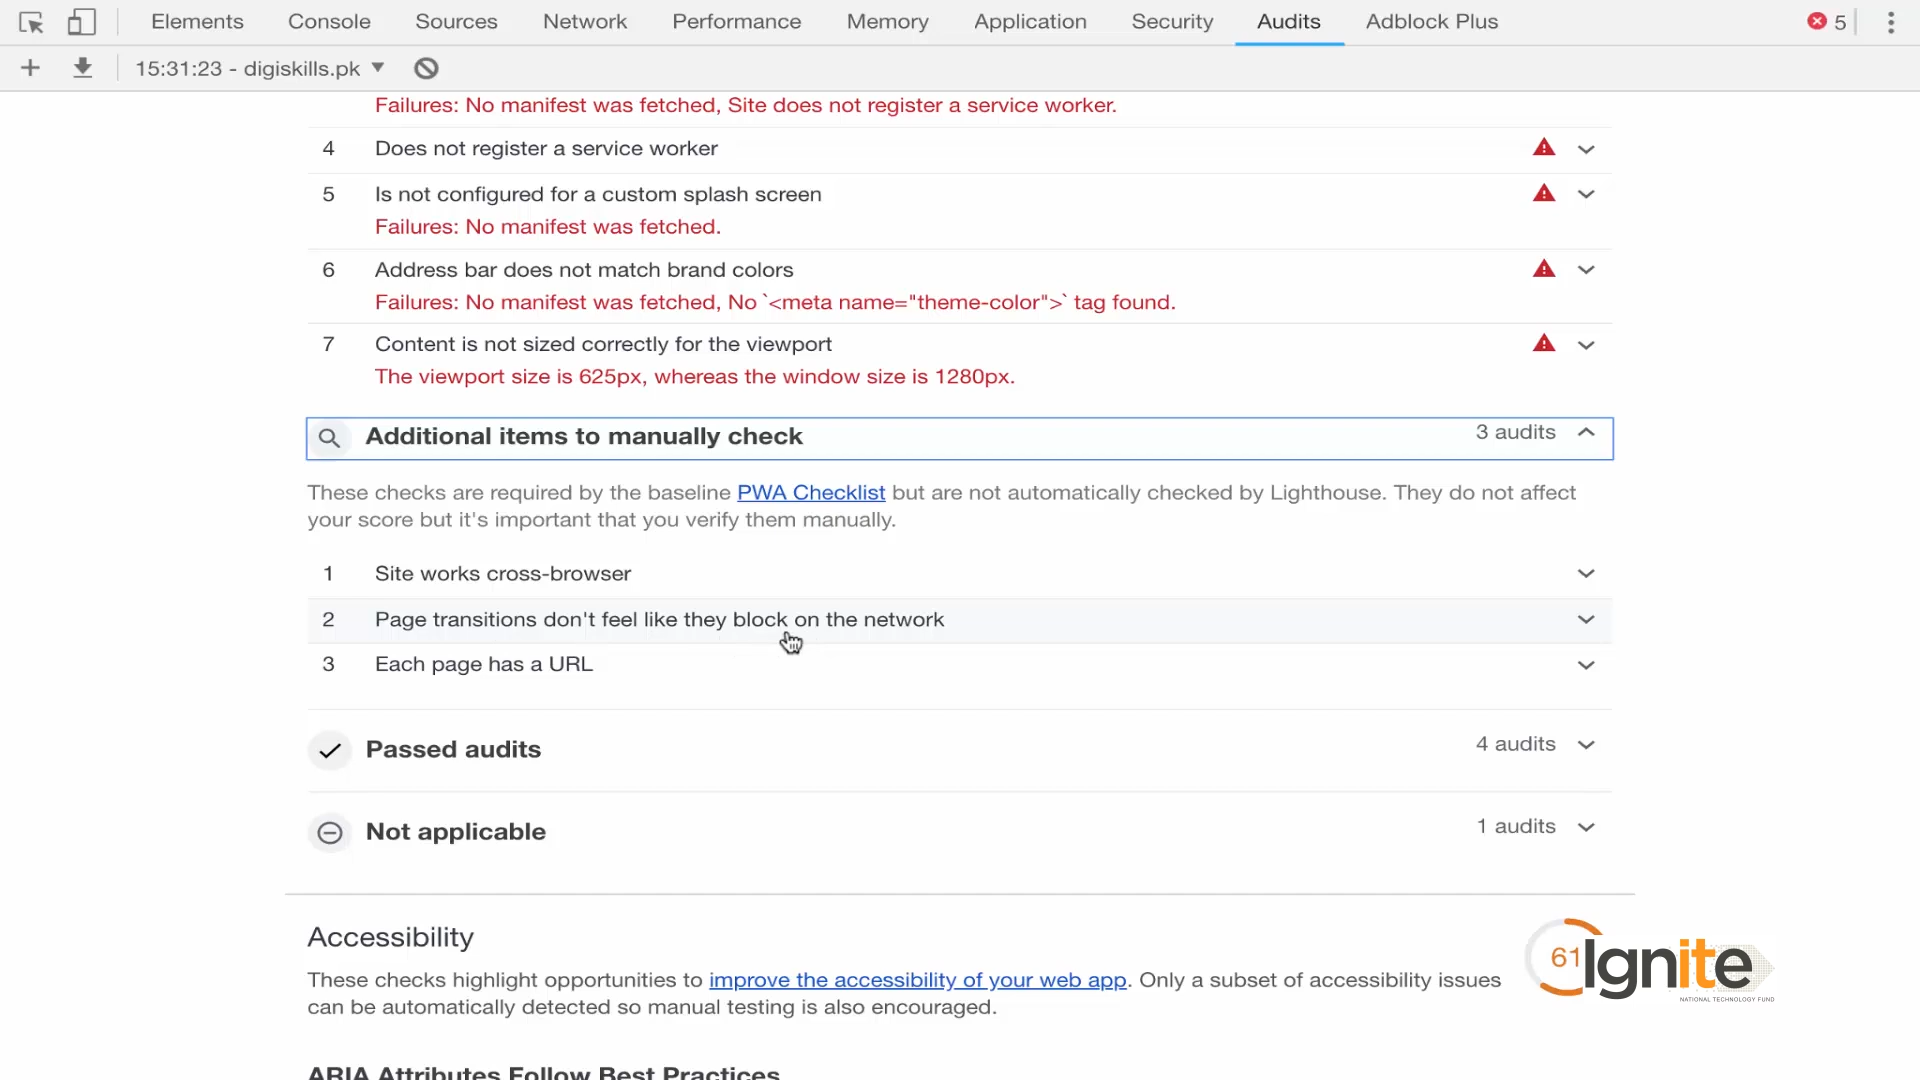 Elements Console Sources Network Performance Memory Application Security Audits Adblock Plus 5
15:31:23 - digiskills.pk
Failures: No manifest was fetched, Site does not register a service worker.
4 Does not register a service worker
5 Is not configured for a custom splash screen
Failures: No manifest was fetched.
6 Address bar does not match brand colors
Failures: No manifest was fetched, No `<meta name="theme-color">` tag found.
7 Content is not sized correctly for the viewport
The viewport size is 625px, whereas the window size is 1280px.
Additional items to manually check 3 audits
These checks are required by the baseline PWA Checklist but are not automatically checked by Lighthouse. They do not affect
your score but it's important that you verify them manually.
1 Site works cross-browser
2 Page transitions don't feel like they block on the network
3 Each page has a URL
Passed audits 4 audits
Not applicable 1 audits
Accessibility
These checks highlight opportunities to improve the accessibility of your web app. Only a subset of accessibility issues
can be automatically detected so manual testing is also encouraged.
61
Ignite
NATIONAL TECHNOLOGY FUND
ARIA Attributes Follow Best Practices